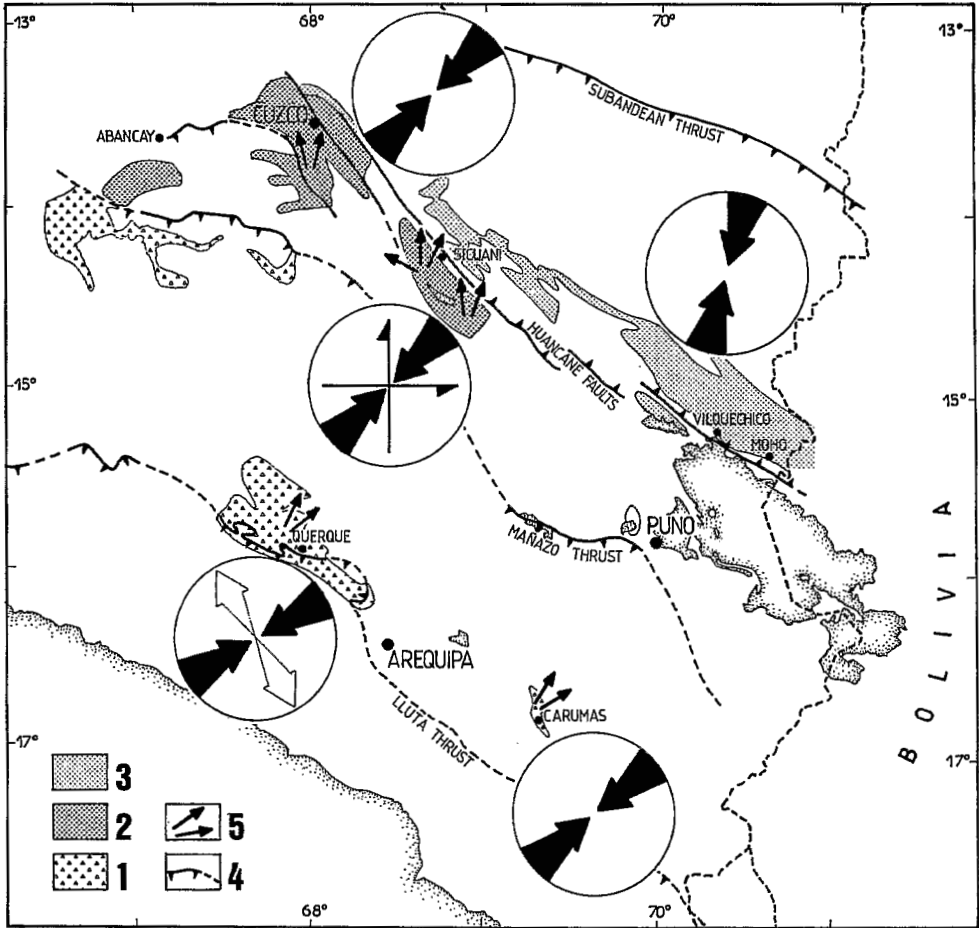 68°
70°
-13°
13°-
SUBANDEAN THRUST
CUZCO
ABANCAY
SICUANI
HUANCANE FAULTS
-15°
15°
VILQUECHICO
MOHO
QUERQUE
MAÑAZO THRUST
PUNO
AREQUIPA
LLUTA THRUST
CARUMAS
BOLIVIA
-17°
17°-
3
2
5
1
4
68°
70°